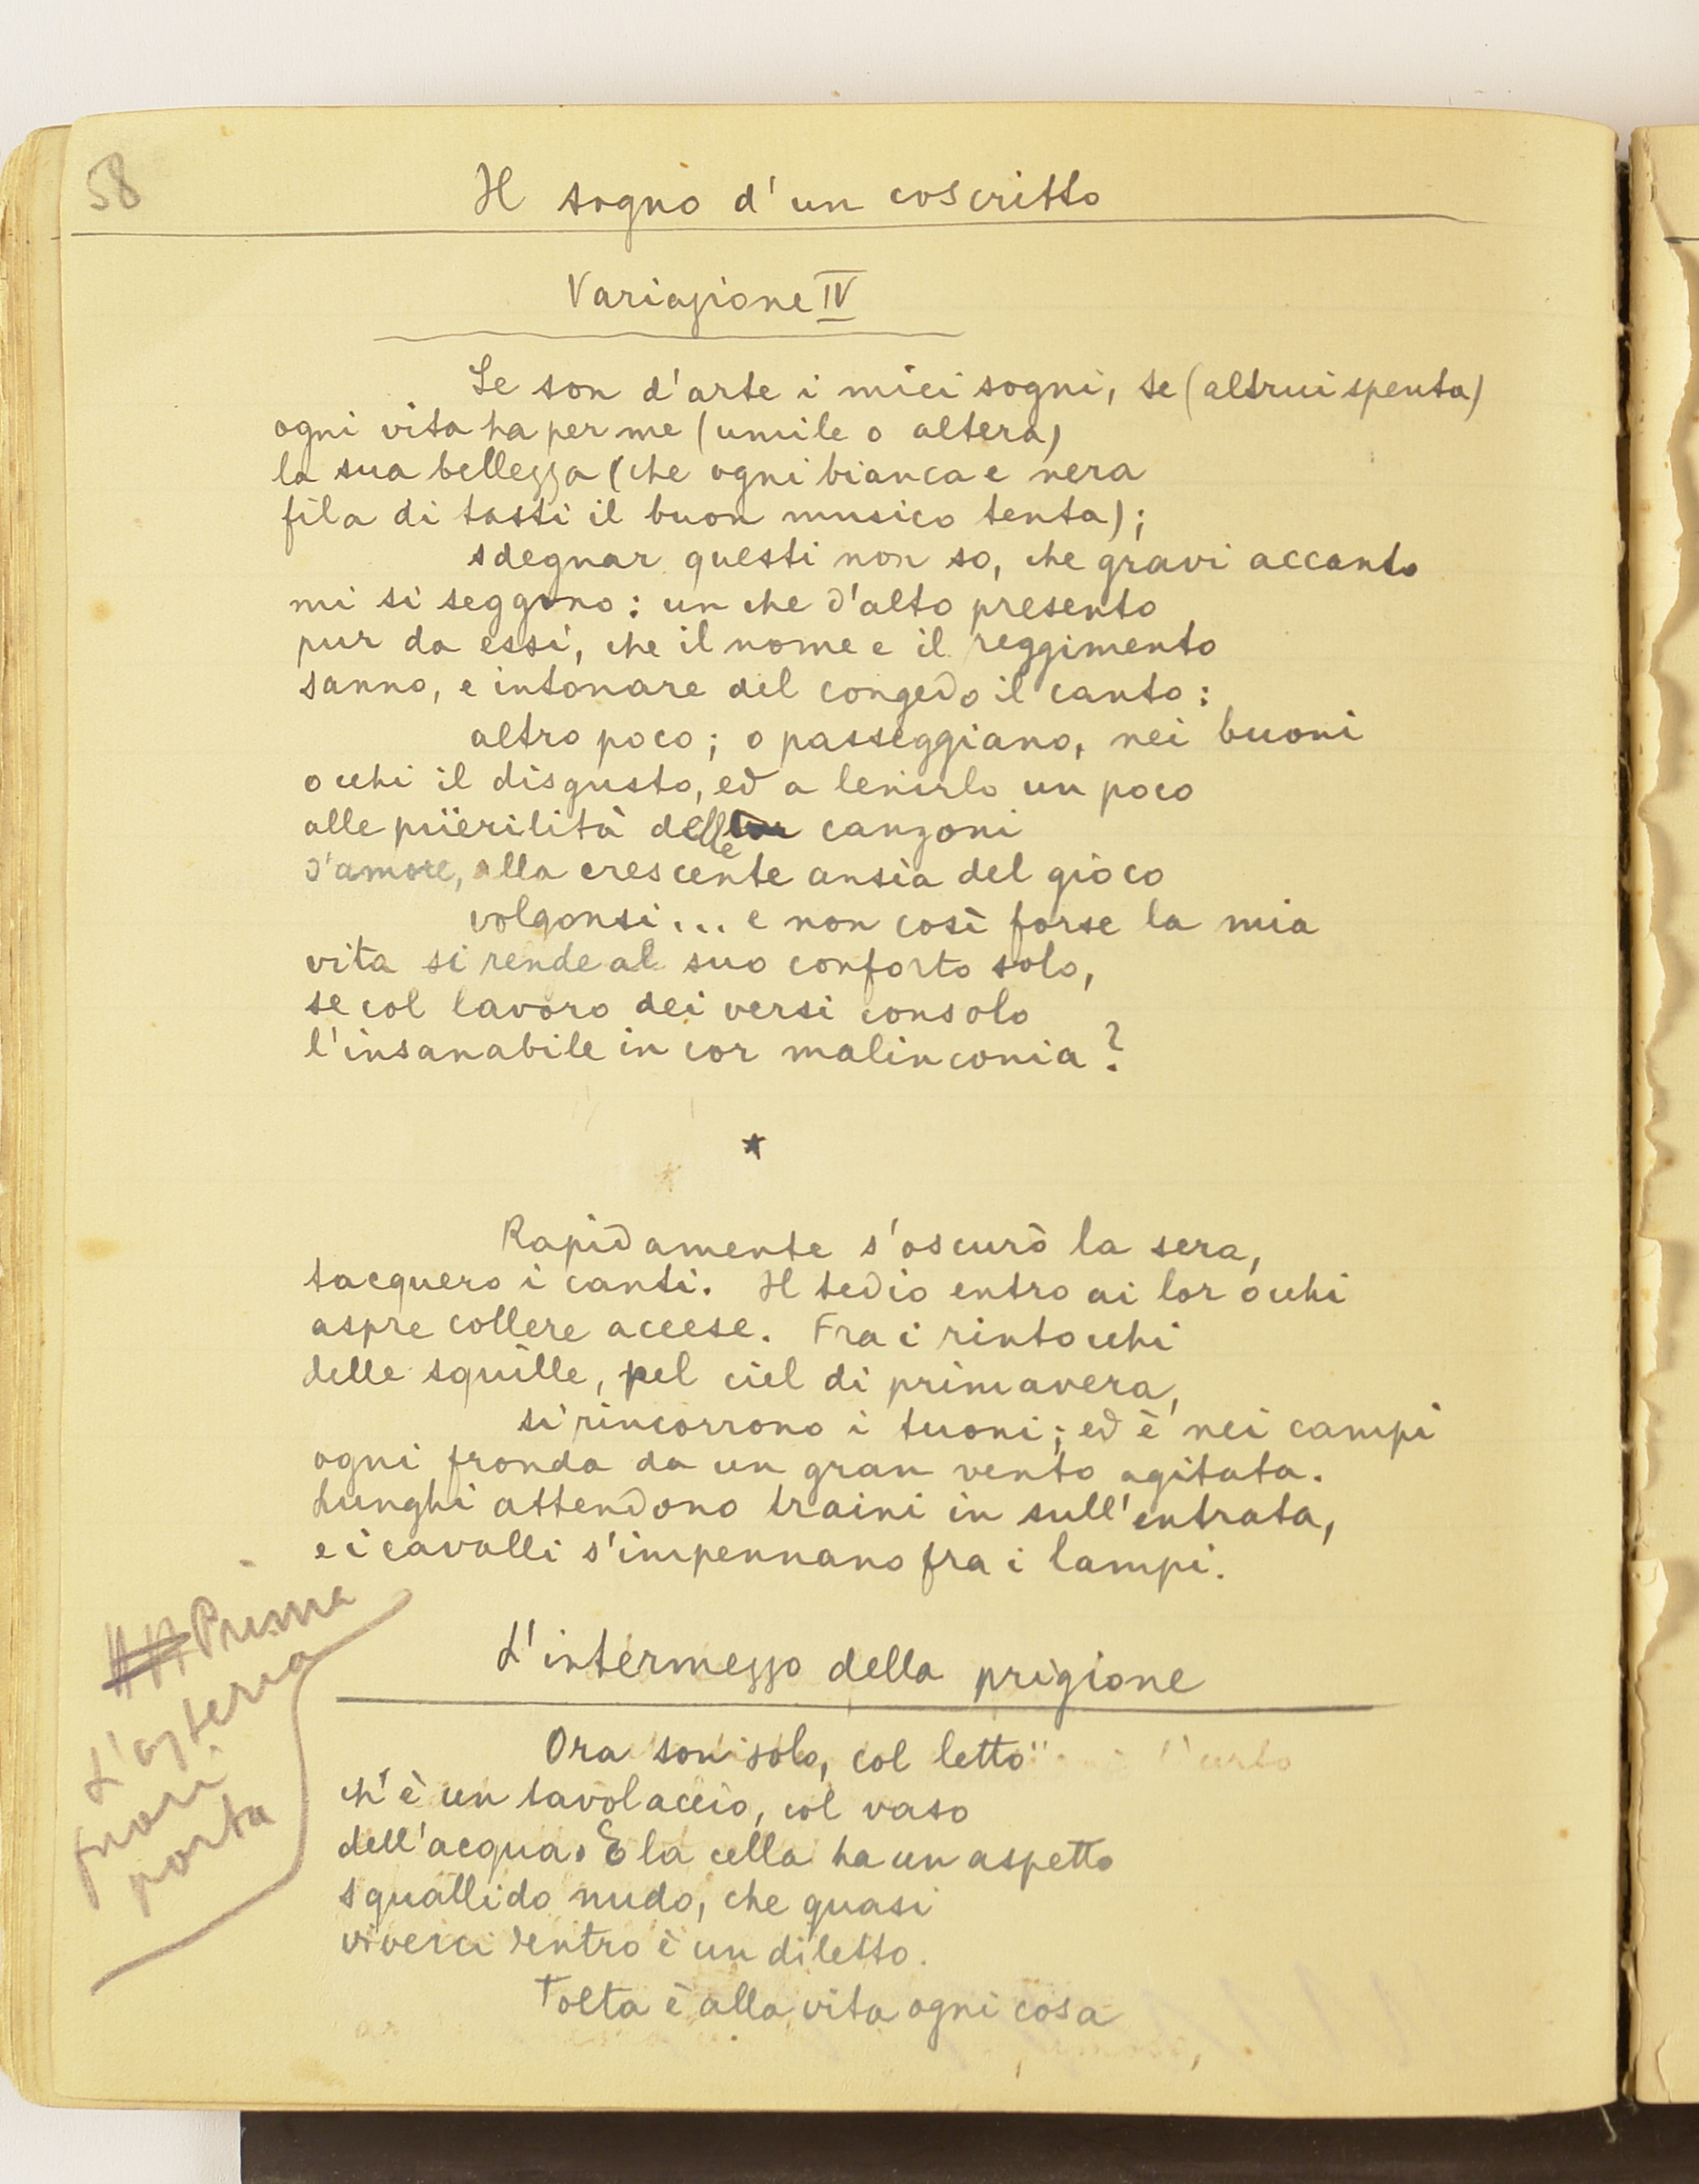 58
Il sogno d'un coscritto
Variazione IV
Se son d'arte i miei sogni, se (altrui spenta)
ogni vita ha per me (umile o altera)
la sua bellezza (che ogni bianca e nera
fila di tasti il buon musico tenta);
sdegnar questi non so, che gravi accanto
mi si seggono: un che d'alto presento
pur da essi, che il nome e il reggimento
sanno, e intonare del congedo il canto:
altro poco; o passeggiano, nei buoni
occhi il disgusto, ed a lenirlo un poco
alle püerilità delle canzoni
d'amore, alla crescente ansia del gioco
volgonsi... e non così forse la mia
vita si rende al suo conforto solo,
se col lavoro dei versi consolo
l'insanabile in cor malinconia?
*
Rapidamente s'oscurò la sera,
tacquero i canti. Il tedio entro ai lor occhi
aspre collere accese. Fra i rintocchi
delle squille, pel ciel di primavera,
si rincorrono i tuoni; ed è nei campi
ogni fronda da un gran vento agitata.
Lunghi attendono traini in sull'entrata,
e i cavalli s'impennano fra i lampi.
Prima
L'osteria
fuori
porta
L'intermezzo della prigione
Ora son solo, col letto
ch'è un tavolaccio, col vaso
dell'acqua. E la cella ha un aspetto
squallido nudo, che quasi
viverci dentro è un diletto.
Tolta è alla vita ogni cosa